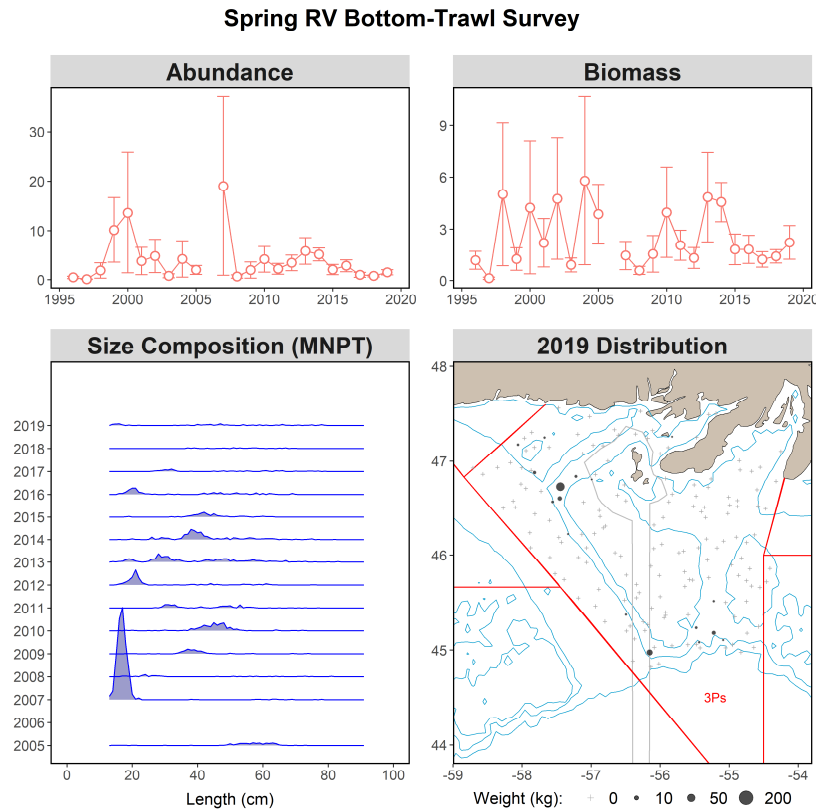 Spring RV Bottom-Trawl Survey
Abundance
30
20
10
0
1995 2000 2005 2010 2015 2020
Biomass
9
6
3
0
1995 2000 2005 2010 2015 2020
Size Composition (MNPT)
2019
2018
2017
2016
2015
2014
2013
2012
2011
2010
2009
2008
2007
2006
2005
0 20 40 60 80 100
Length (cm)
2019 Distribution
48
47
46
45
44
3Ps
-59 -58 -57 -56 -55 -54
Weight (kg): 0 10 50 200